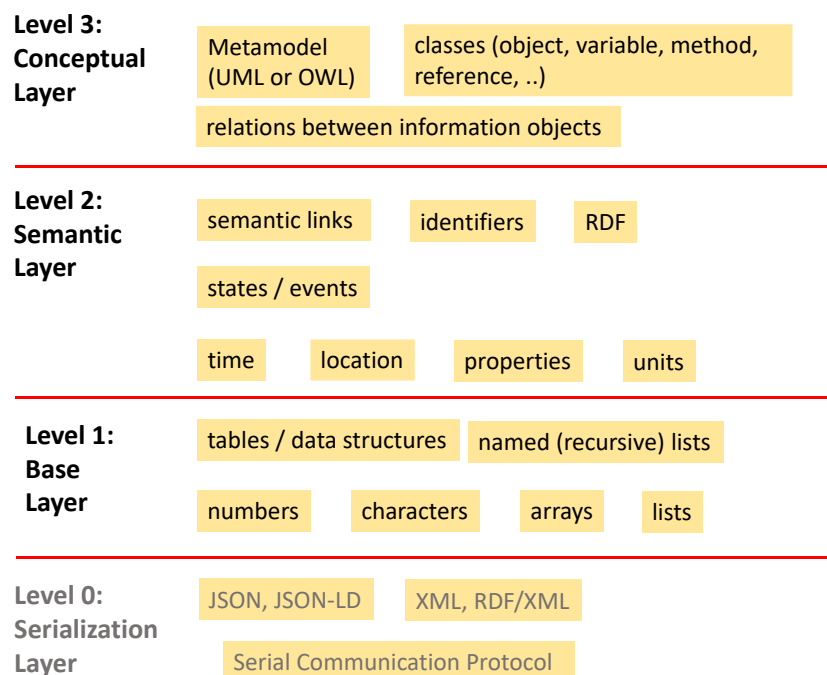 Level 3:
Conceptual
Layer
Metamodel
(UML or OWL)
classes (object, variable, method,
reference, ..)
relations between information objects
Level 2:
Semantic
Layer
semantic links
identifiers
RDF
states / events
time
location
properties
units
Level 1:
Base
Layer
tables / data structures
named (recursive) lists
numbers
characters
arrays
lists
Level 0:
Serialization
Layer
JSON, JSON-LD
XML, RDF/XML
Serial Communication Protocol